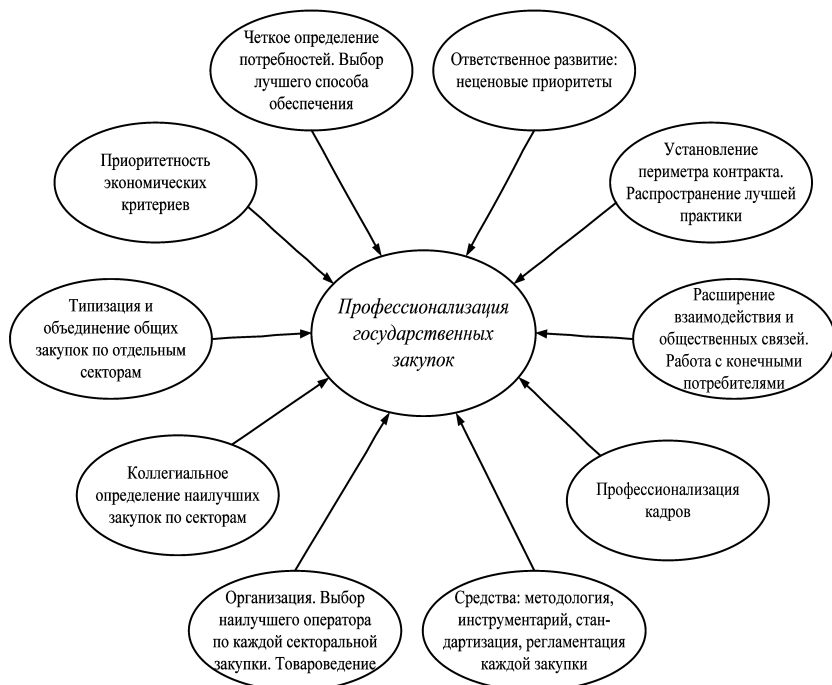 Четкое определение
потребностей. Выбор
лучшего способа
обеспечения
Ответственное развитие:
неценовые приоритеты
Приоритетность
экономических
критериев
Установление
периметра контракта.
Распространение лучшей
практики
Типизация и
объединение общих
закупок по отдельным
секторам
Профессионализация
государственных
закупок
Расширение
взаимодействия и
общественных связей.
Работа с конечными
потребителями
Коллегиальное
определение наилучших
закупок по секторам
Профессионализация
кадров
Организация. Выбор
наилучшего оператора
по каждой секторальной
закупки. Товароведение
Средства: методология,
инструментарий, стан-
дартизация, регламентация
каждой закупки